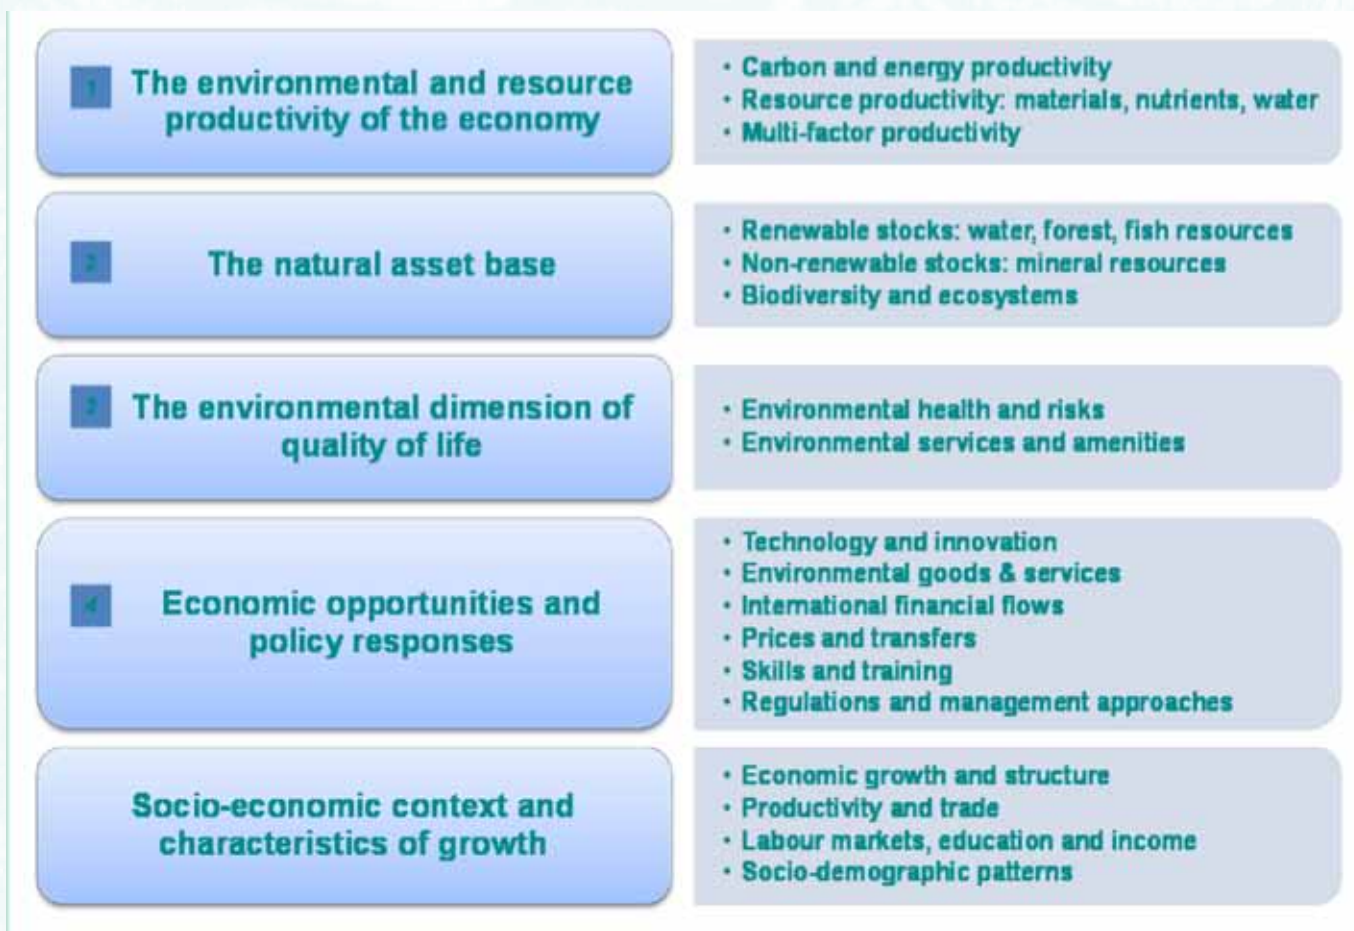 1
The environmental and resource
productivity of the economy
• Carbon and energy productivity
• Resource productivity: materials, nutrients, water
• Multi-factor productivity
2
The natural asset base
• Renewable stocks: water, forest, fish resources
• Non-renewable stocks: mineral resources
• Biodiversity and ecosystems
3
The environmental dimension of
quality of life
• Environmental health and risks
• Environmental services and amenities
4
Economic opportunities and
policy responses
• Technology and innovation
• Environmental goods & services
• International financial flows
• Prices and transfers
• Skills and training
• Regulations and management approaches
Socio-economic context and
characteristics of growth
• Economic growth and structure
• Productivity and trade
• Labour markets, education and income
• Socio-demographic patterns